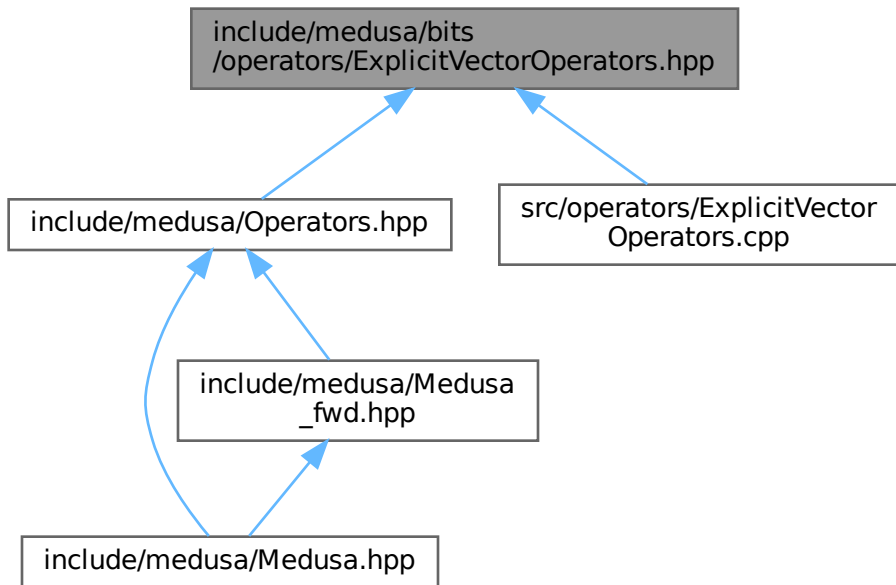 include/medusa/bits
/operators/ExplicitVectorOperators.hpp
include/medusa/Operators.hpp
src/operators/ExplicitVector
Operators.cpp
include/medusa/Medusa
_fwd.hpp
include/medusa/Medusa.hpp